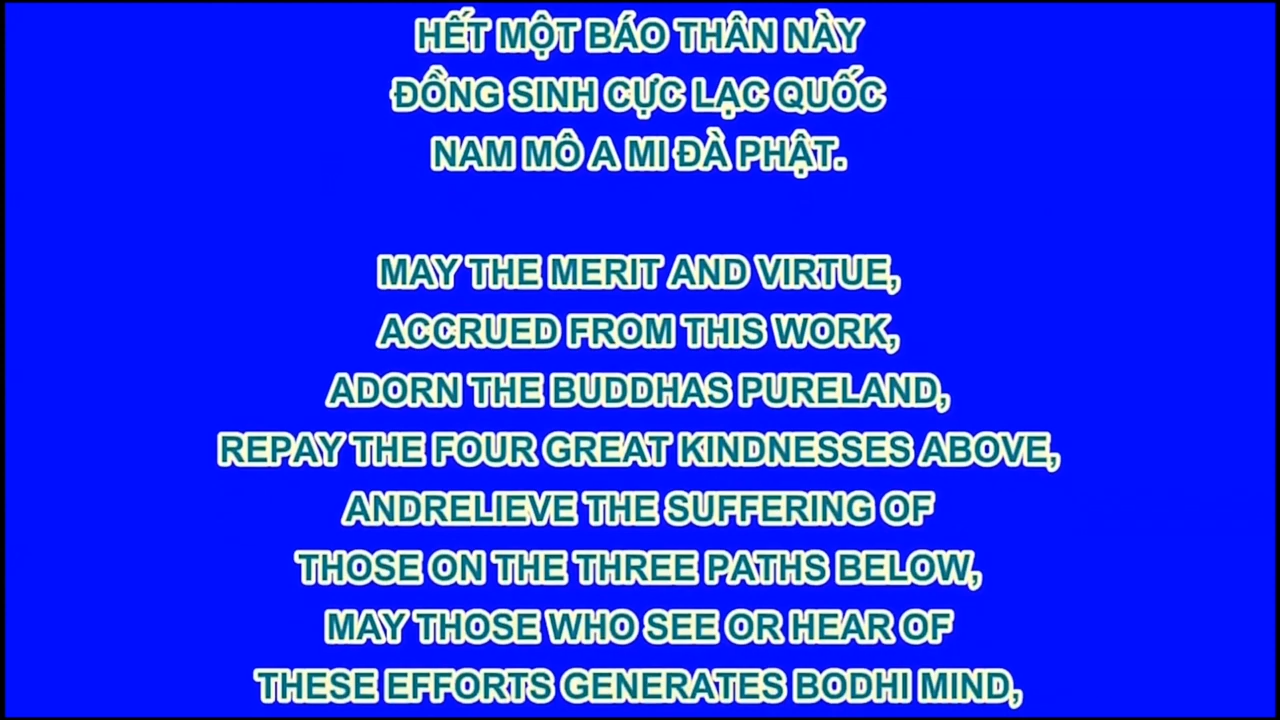 HẾT MỘT BÁO THÂN NÀY
ĐỒNG SINH CỰC LẠC QUỐC
NAM MÔ A MI ĐÀ PHẬT.
MAY THE MERIT AND VIRTUE,
ACCRUED FROM THIS WORK,
ADORN THE BUDDHAS PURELAND,
REPAY THE FOUR GREAT KINDNESSES ABOVE,
ANDRELIEVE THE SUFFERING OF
THOSE ON THE THREE PATHS BELOW,
MAY THOSE WHO SEE OR HEAR OF
THESE EFFORTS GENERATES BODHI MIND,